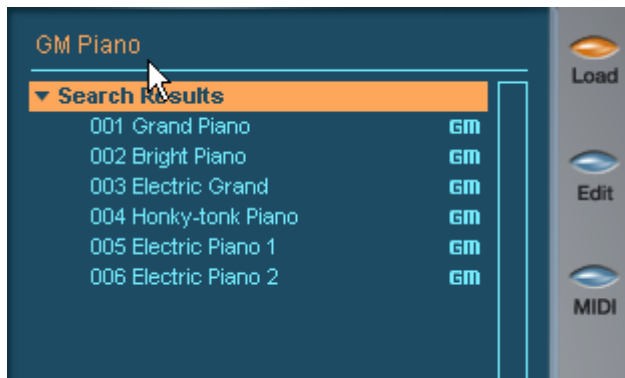 GM Piano
Load
Search Results
001 Grand Piano GM
002 Bright Piano GM
003 Electric Grand GM
Edit
004 Honky-tonk Piano GM
005 Electric Piano 1 GM
006 Electric Piano 2 GM
MIDI